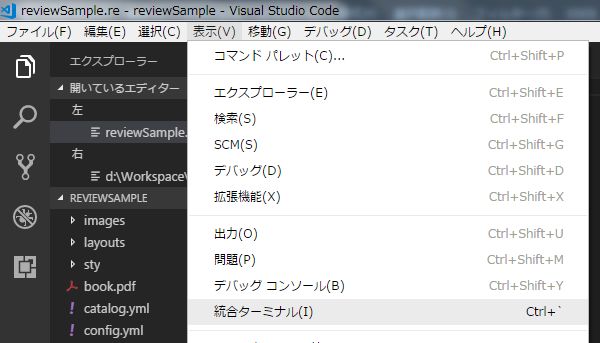 reviewSample.re - reviewSample - Visual Studio Code
ファイル(F) 編集(E) 選択(C) 表示(V) 移動(G) デバッグ(D) タスク(T) ヘルプ(H)
エクスプローラー
開いているエディター
左
reviewSample.
右
d:\Workspace\
REVIEWSAMPLE
images
layouts
sty
book.pdf
catalog.yml
config.yml
コマンド パレット(C)... Ctrl+Shift+P
エクスプローラー(E) Ctrl+Shift+E
検索(S) Ctrl+Shift+F
SCM(S) Ctrl+Shift+G
デバッグ(D) Ctrl+Shift+D
拡張機能(X) Ctrl+Shift+X
出力(O) Ctrl+Shift+U
問題(P) Ctrl+Shift+M
デバッグ コンソール(B) Ctrl+Shift+Y
統合ターミナル(I) Ctrl+`